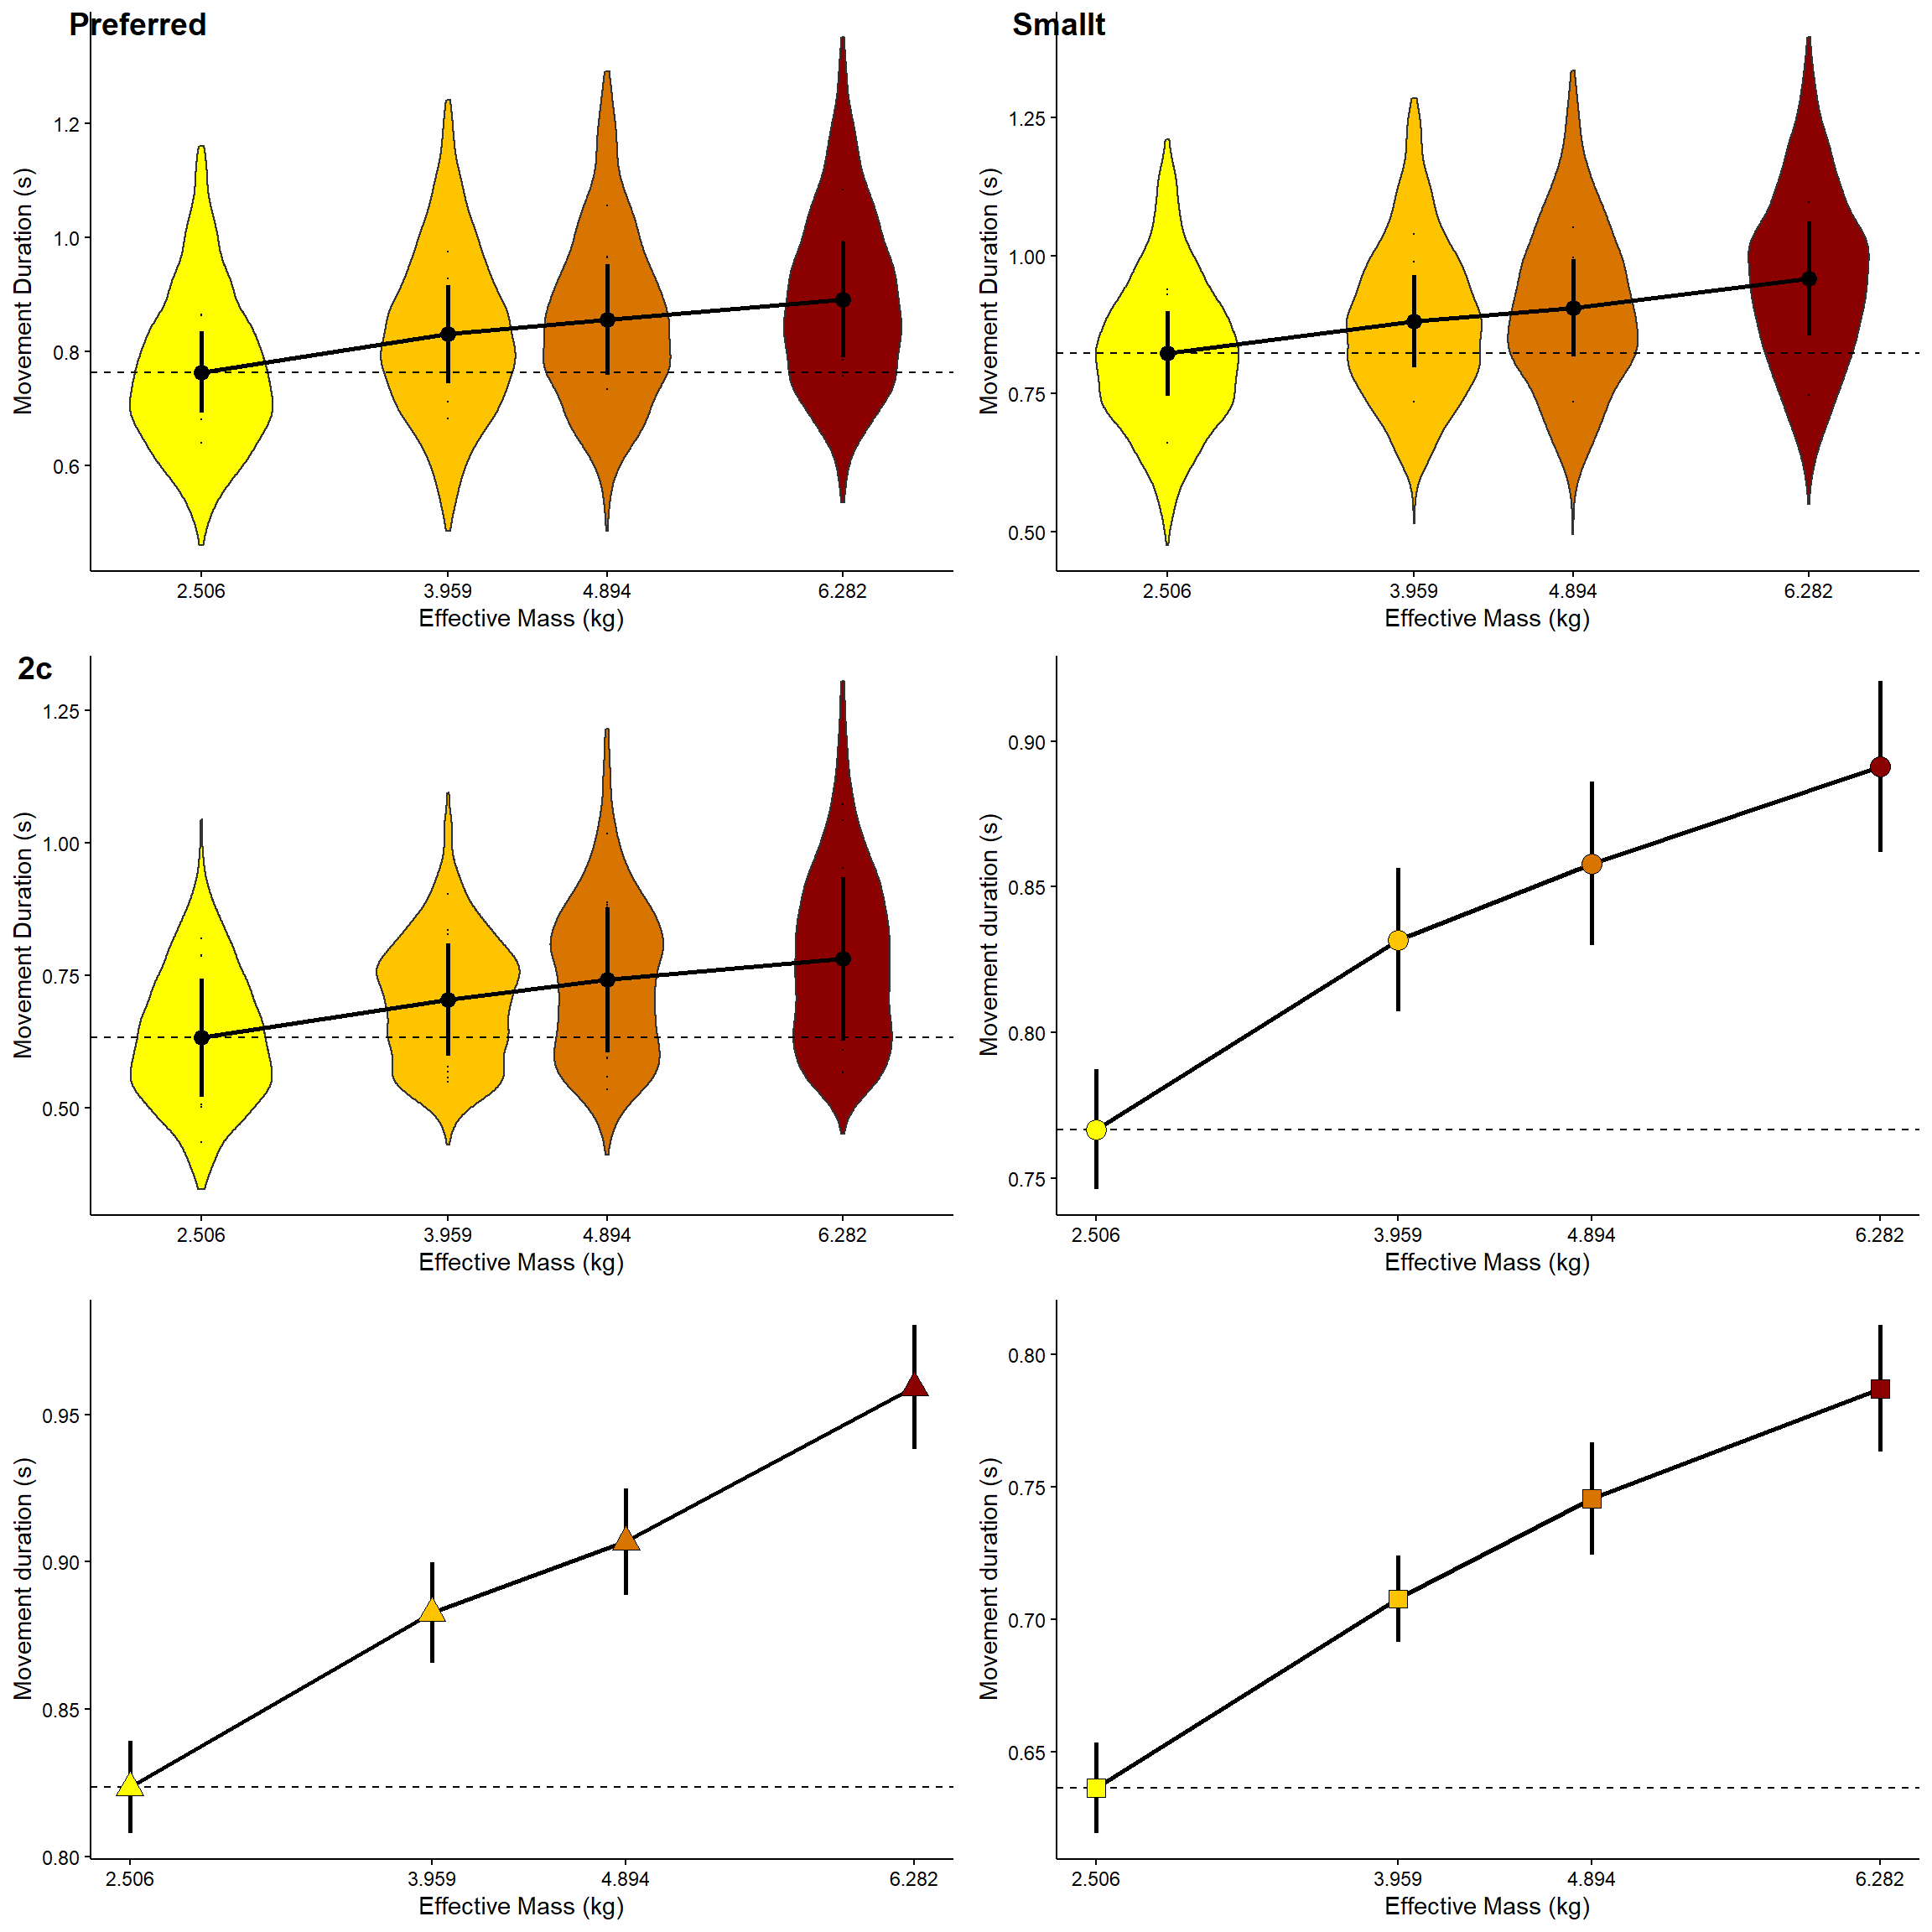 Preferred
Movement Duration (s)
1.2
1.0
0.8
0.6
2.506 3.959 4.894 6.282
Effective Mass (kg)
Smallt
Movement Duration (s)
1.25
1.00
0.75
0.50
2.506 3.959 4.894 6.282
Effective Mass (kg)
2c
Movement Duration (s)
1.25
1.00
0.75
0.50
2.506 3.959 4.894 6.282
Effective Mass (kg)
Movement duration (s)
0.90
0.85
0.80
0.75
2.506 3.959 4.894 6.282
Effective Mass (kg)
Movement duration (s)
0.95
0.90
0.85
0.80
2.506 3.959 4.894 6.282
Effective Mass (kg)
Movement duration (s)
0.80
0.75
0.70
0.65
2.506 3.959 4.894 6.282
Effective Mass (kg)